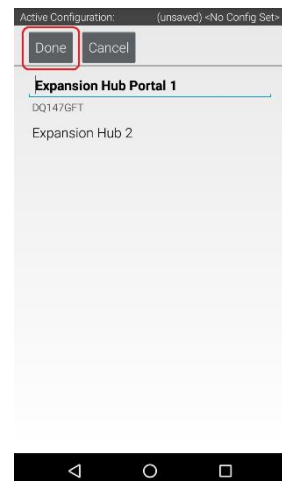 Active Configuration: (unsaved) <No Config Set>
Done Cancel
Expansion Hub Portal 1
DQ147GFT
Expansion Hub 2